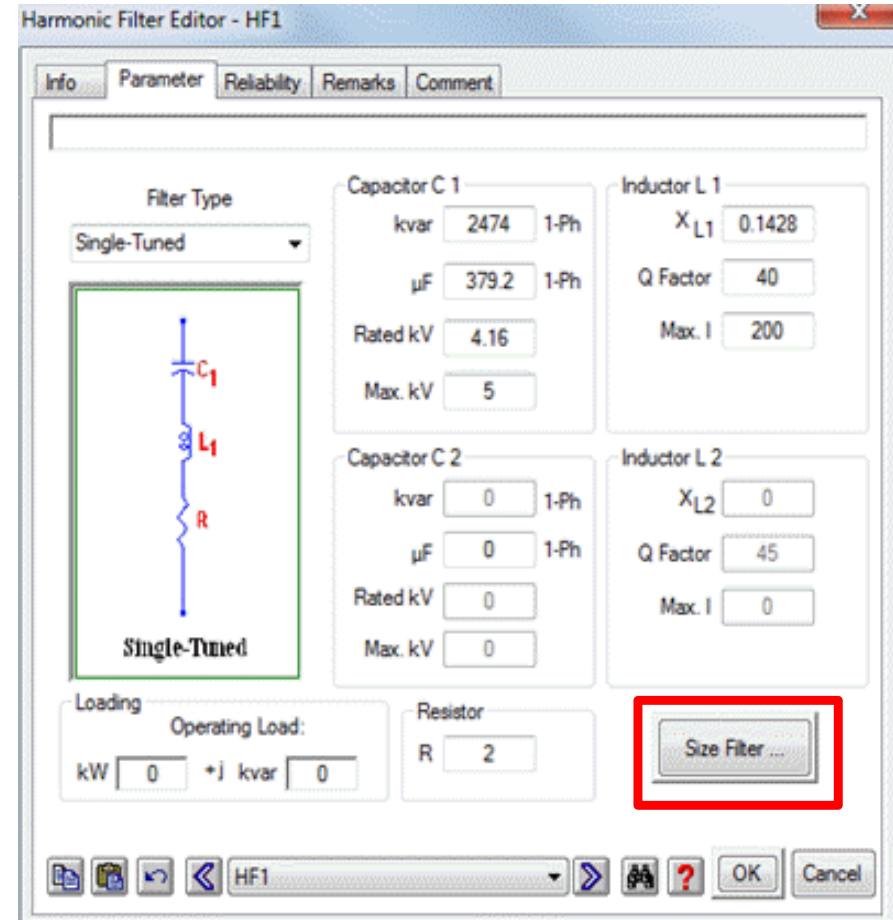 Harmonic Filter Editor - HF1
X
Info Parameter Reliability Remarks Comment
Filter Type
Single-Tuned
C1
L1
R
Single-Tuned
Capacitor C 1
kvar 2474 1-Ph
µF 379.2 1-Ph
Rated kV 4.16
Max. kV 5
Inductor L 1
XL1 0.1428
Q Factor 40
Max. I 200
Capacitor C 2
kvar 0 1-Ph
µF 0 1-Ph
Rated kV 0
Max. kV 0
Inductor L 2
XL2 0
Q Factor 45
Max. I 0
Loading
Operating Load:
kW 0 +j kvar 0
Resistor
R 2
Size Filter ...
HF1 ? OK Cancel